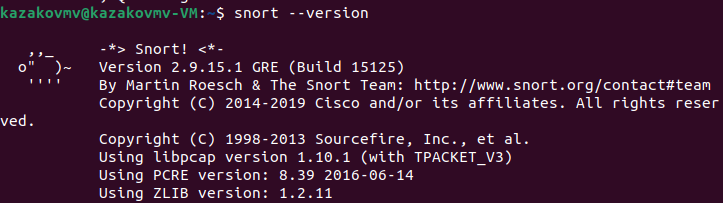 kazakovmv@kazakovmv-VM:~$ snort --version

   ,,_     -*> Snort! <*-
  o"  )~   Version 2.9.15.1 GRE (Build 15125)
   ''''    By Martin Roesch & The Snort Team: http://www.snort.org/contact#team
           Copyright (C) 2014-2019 Cisco and/or its affiliates. All rights reser
ved.
           Copyright (C) 1998-2013 Sourcefire, Inc., et al.
           Using libpcap version 1.10.1 (with TPACKET_V3)
           Using PCRE version: 8.39 2016-06-14
           Using ZLIB version: 1.2.11